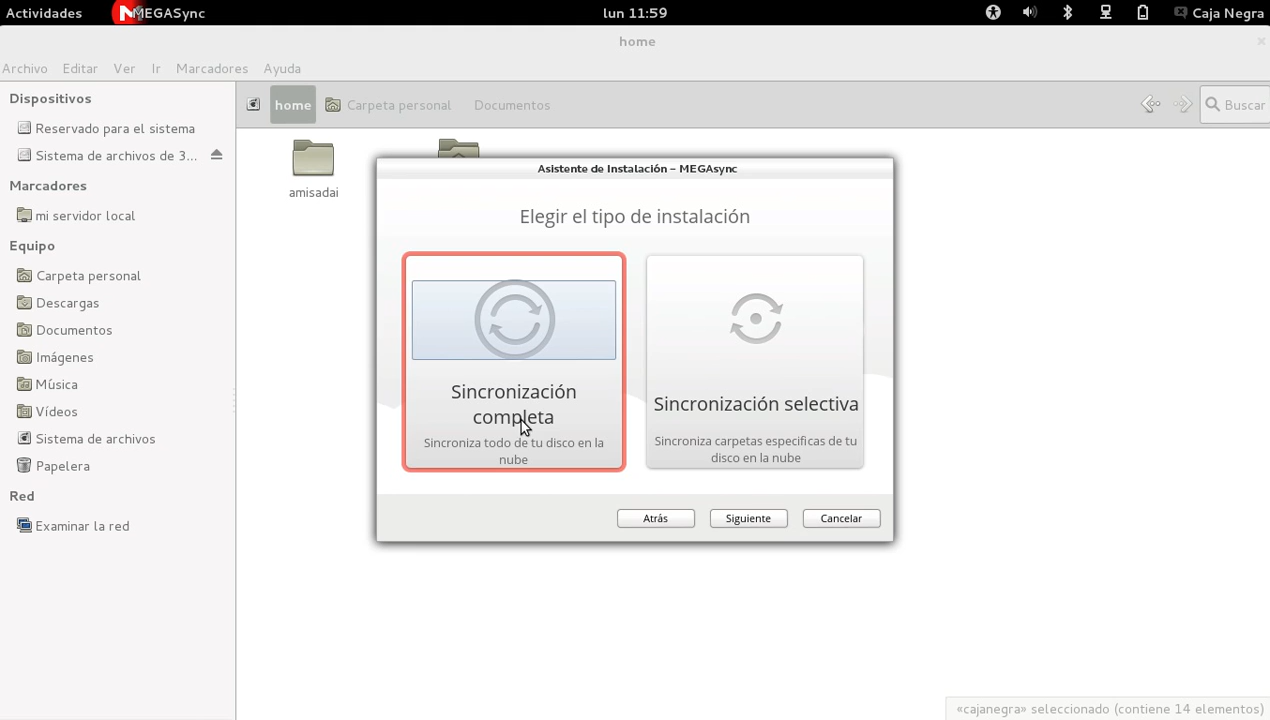 Actividades MEGASync lun 11:59 Caja Negra
home
Archivo Editar Ver Ir Marcadores Ayuda
Dispositivos
Reservado para el sistema
Sistema de archivos de 3...
Marcadores
mi servidor local
Equipo
Carpeta personal
Descargas
Documentos
Imágenes
Música
Vídeos
Sistema de archivos
Papelera
Red
Examinar la red
home Carpeta personal Documentos Buscar
amisadai
Asistente de Instalación – MEGAsync
Elegir el tipo de instalación
Sincronización
completa
Sincroniza todo de tu disco en la
nube
Sincronización selectiva
Sincroniza carpetas especificas de tu
disco en la nube
Atrás Siguiente Cancelar
«cajanegra» seleccionado (contiene 14 elementos)